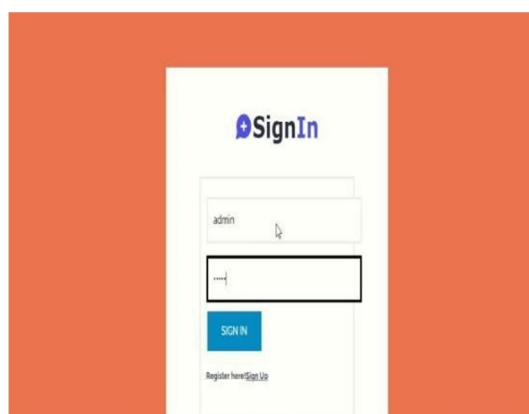 SignIn
admin
·····
SIGN IN
Register here!Sign Up